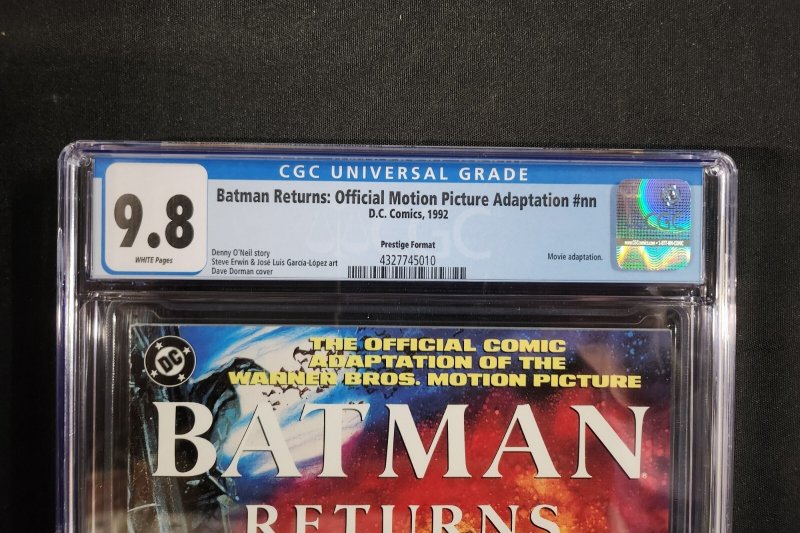 CGC UNIVERSAL GRADE
9.8
WHITE Pages
Batman Returns: Official Motion Picture Adaptation #nn
D.C. Comics, 1992
Prestige Format
Denny O'Neil story
Steve Erwin & José Luis García-López art
Dave Dorman cover
4327745010
Movie adaptation.
CGC
DC
THE OFFICIAL COMIC
ADAPTATION OF THE
WARNER BROS. MOTION PICTURE
BATMAN
RETURNS